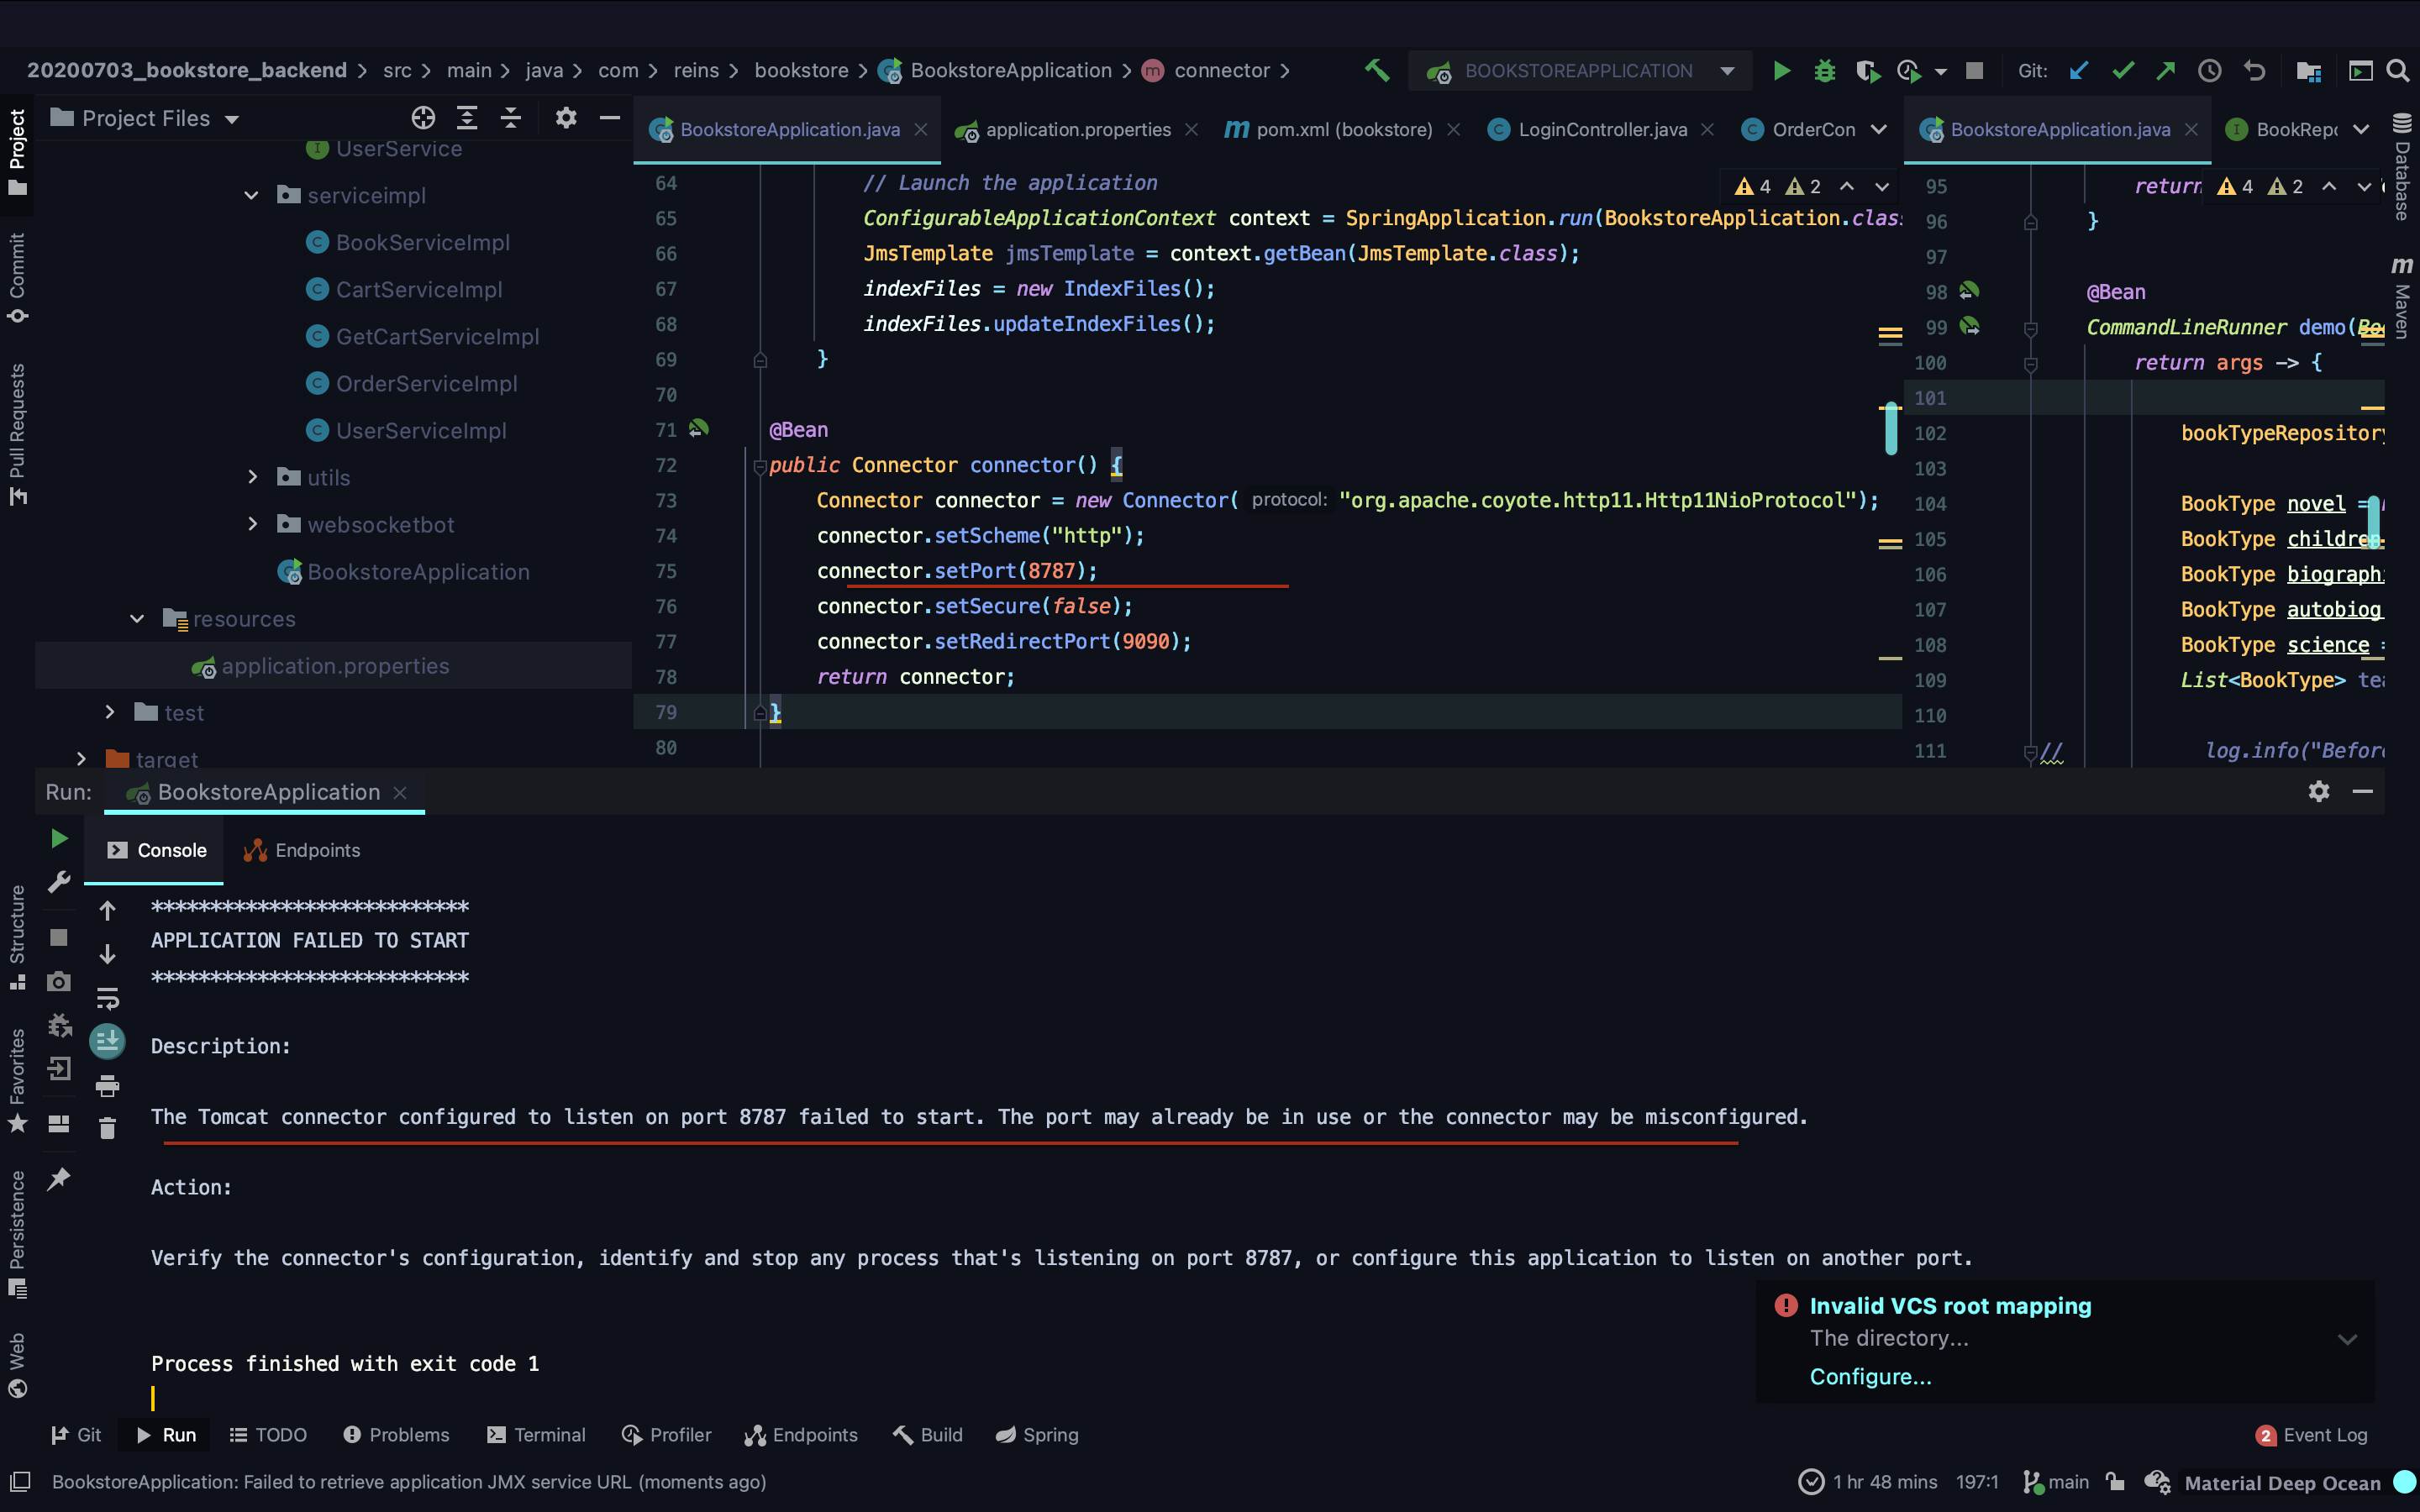 20200703_bookstore_backend > src > main > java > com > reins > bookstore > BookstoreApplication > m connector >
BOOKSTOREAPPLICATION
Git:
Project Files
BookstoreApplication.java
application.properties
m pom.xml (bookstore)
LoginController.java
OrderCon
BookstoreApplication.java
BookRep
Project
Commit
Pull Requests
Structure
Favorites
Persistence
Web
Database
m Maven
UserService
serviceimpl
BookServiceImpl
CartServiceImpl
GetCartServiceImpl
OrderServiceImpl
UserServiceImpl
utils
websocketbot
BookstoreApplication
resources
application.properties
test
target
4 2
64 // Launch the application
65 ConfigurableApplicationContext context = SpringApplication.run(BookstoreApplication.clas
66 JmsTemplate jmsTemplate = context.getBean(JmsTemplate.class);
67 indexFiles = new IndexFiles();
68 indexFiles.updateIndexFiles();
69 }
70
71 @Bean
72 public Connector connector() {
73 Connector connector = new Connector( protocol: "org.apache.coyote.http11.Http11NioProtocol");
74 connector.setScheme("http");
75 connector.setPort(8787);
76 connector.setSecure(false);
77 connector.setRedirectPort(9090);
78 return connector;
79 }
80
4 2
95 return
96 }
97
98 @Bean
99 CommandLineRunner demo(
100 return args -> {
101
102 bookTypeRepository
103
104 BookType novel =
105 BookType children
106 BookType biographi
107 BookType autobiog
108 BookType science =
109 List<BookType> tea
110
111 // log.info("Before
Run: BookstoreApplication
Console
Endpoints
***************************
APPLICATION FAILED TO START
***************************
Description:
The Tomcat connector configured to listen on port 8787 failed to start. The port may already be in use or the connector may be misconfigured.
Action:
Verify the connector's configuration, identify and stop any process that's listening on port 8787, or configure this application to listen on another port.
Process finished with exit code 1
Invalid VCS root mapping
The directory...
Configure...
Git
Run
TODO
Problems
Terminal
Profiler
Endpoints
Build
Spring
2 Event Log
BookstoreApplication: Failed to retrieve application JMX service URL (moments ago)
1 hr 48 mins
197:1
main
Material Deep Ocean